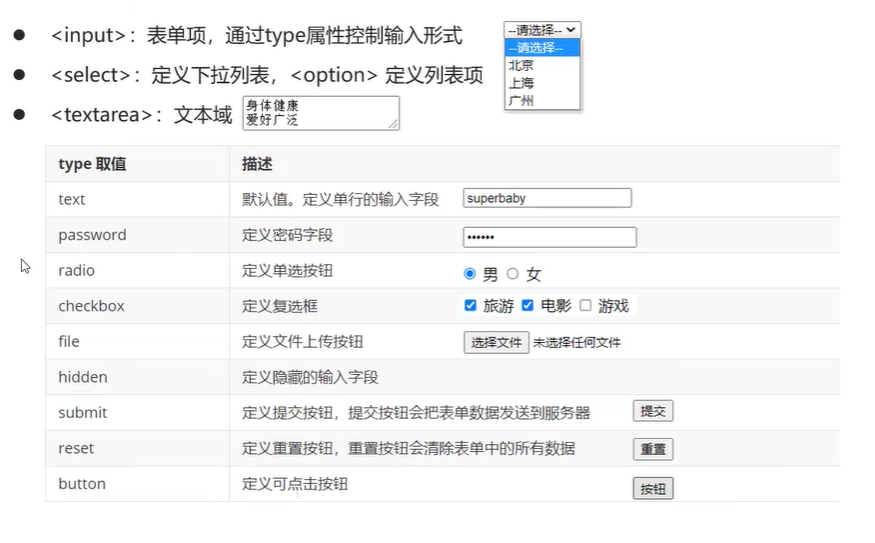 <input>：表单项，通过type属性控制输入形式
--请选择--
--请选择--
北京
上海
广州
<select>：定义下拉列表，<option> 定义列表项
<textarea>：文本域
身体健康
爱好广泛
type 取值 描述
text 默认值。定义单行的输入字段 superbaby
password 定义密码字段 ••••••
radio 定义单选按钮 男 女
checkbox 定义复选框 旅游 电影 游戏
file 定义文件上传按钮 选择文件 未选择任何文件
hidden 定义隐藏的输入字段
submit 定义提交按钮，提交按钮会把表单数据发送到服务器 提交
reset 定义重置按钮，重置按钮会清除表单中的所有数据 重置
button 定义可点击按钮 按钮